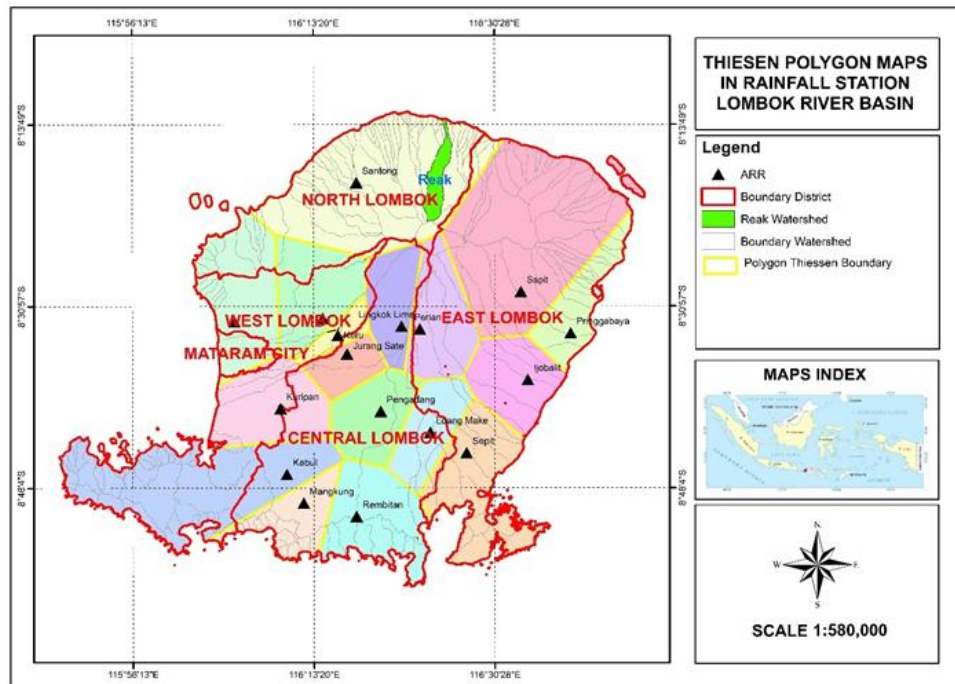 115°56'13"E
116°13'20"E
116°30'28"E
THIESEN POLYGON MAPS
IN RAINFALL STATION
LOMBOK RIVER BASIN
8°13'49"S
8°13'49"S
Legend
ARR
Boundary District
Reak Watershed
Boundary Watershed
Polygon Thiessen Boundary
Santong
Reak
NORTH LOMBOK
Sapit
8°30'57"S
8°30'57"S
WEST LOMBOK
Lingkok Lime
Perian
EAST LOMBOK
Pringgabaya
Keru
MATARAM CITY
Jurang Sate
Ijobalit
MAPS INDEX
Kuripan
Pengadang
CENTRAL LOMBOK
Loang Make
Sepit
Kabul
8°48'4"S
8°48'4"S
Mangkung
Rembitan
N
W
E
S
SCALE 1:580,000
115°56'13"E
116°13'20"E
116°30'28"E